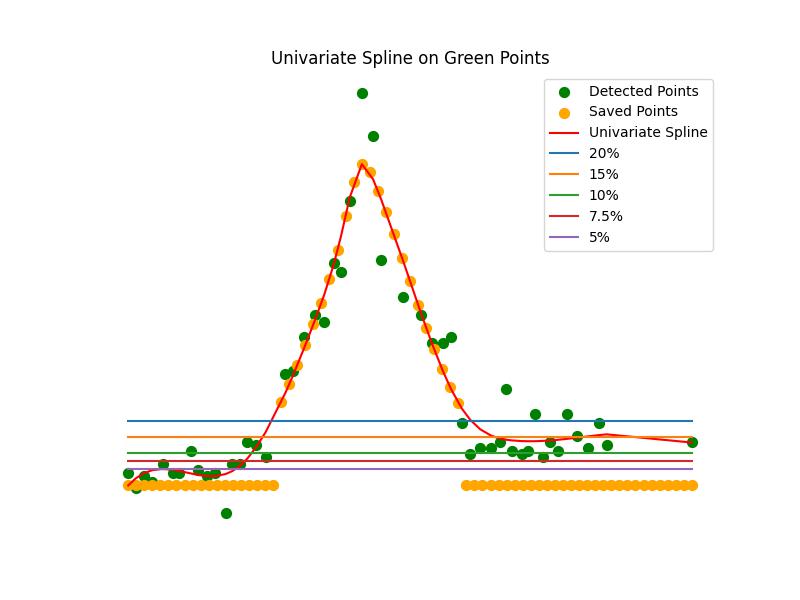 Univariate Spline on Green Points
Detected Points
Saved Points
Univariate Spline
20%
15%
10%
7.5%
5%